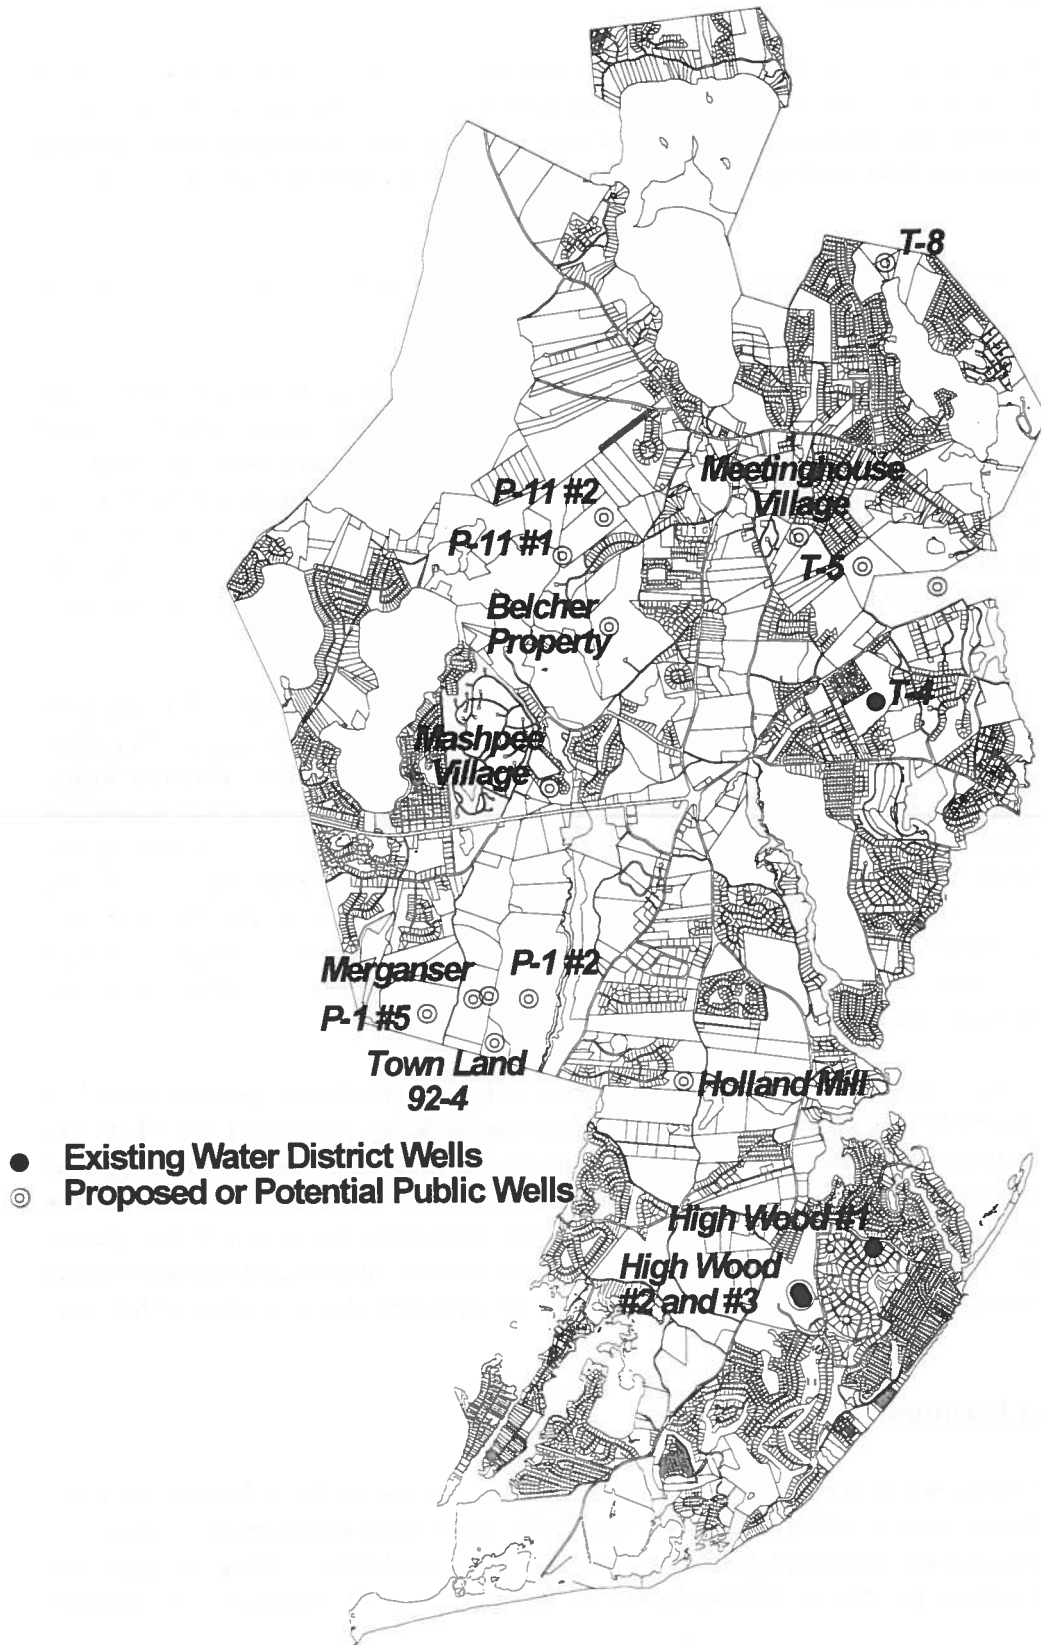 T-8
Meetinghouse
Village
P-11 #2
P-11 #1
T-5
Belcher
Property
T-4
Mashpee
Village
Merganser
P-1 #2
P-1 #5
Town Land
92-4
Holland Mill
Existing Water District Wells
Proposed or Potential Public Wells
High Wood #1
High Wood
#2 and #3